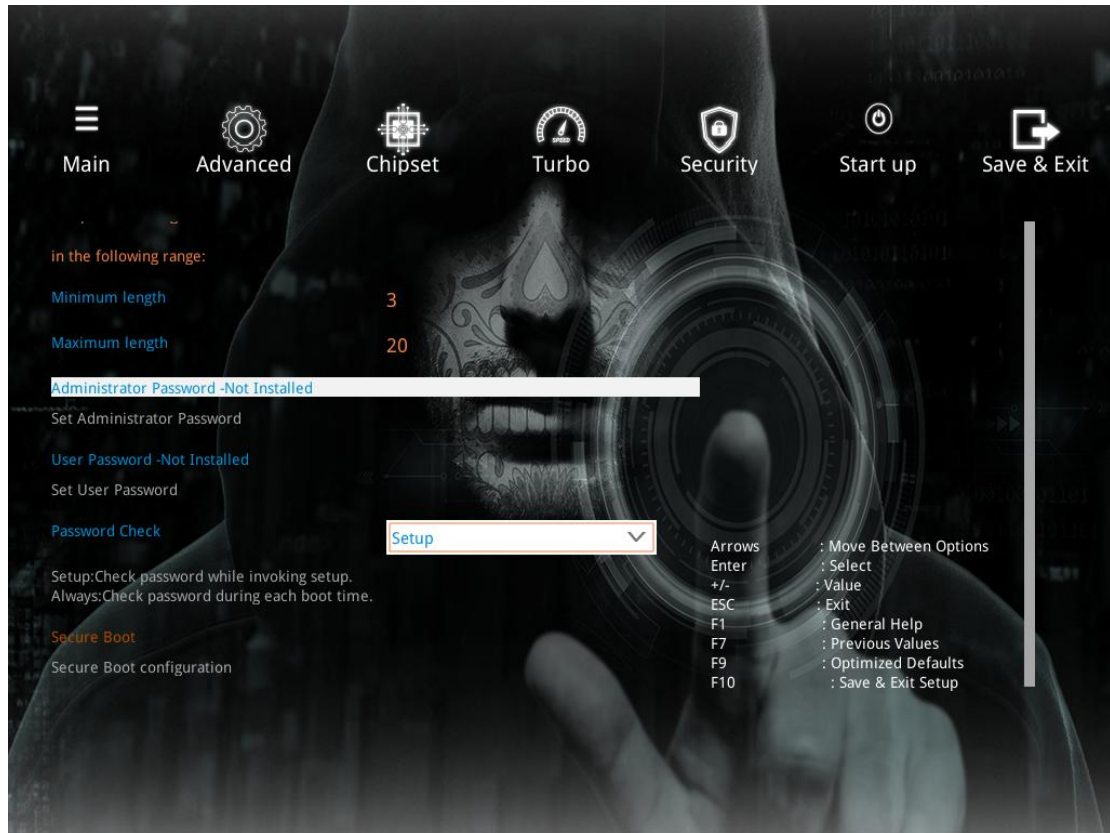 Main
Advanced
Chipset
SPEED
Turbo
Security
Start up
Save & Exit
in the following range:
Minimum length 3
Maximum length 20
Administrator Password -Not Installed
Set Administrator Password
User Password -Not Installed
Set User Password
Password Check Setup
Setup:Check password while invoking setup.
Always:Check password during each boot time.
Secure Boot
Secure Boot configuration
Arrows : Move Between Options
Enter : Select
+/- : Value
ESC : Exit
F1 : General Help
F7 : Previous Values
F9 : Optimized Defaults
F10 : Save & Exit Setup